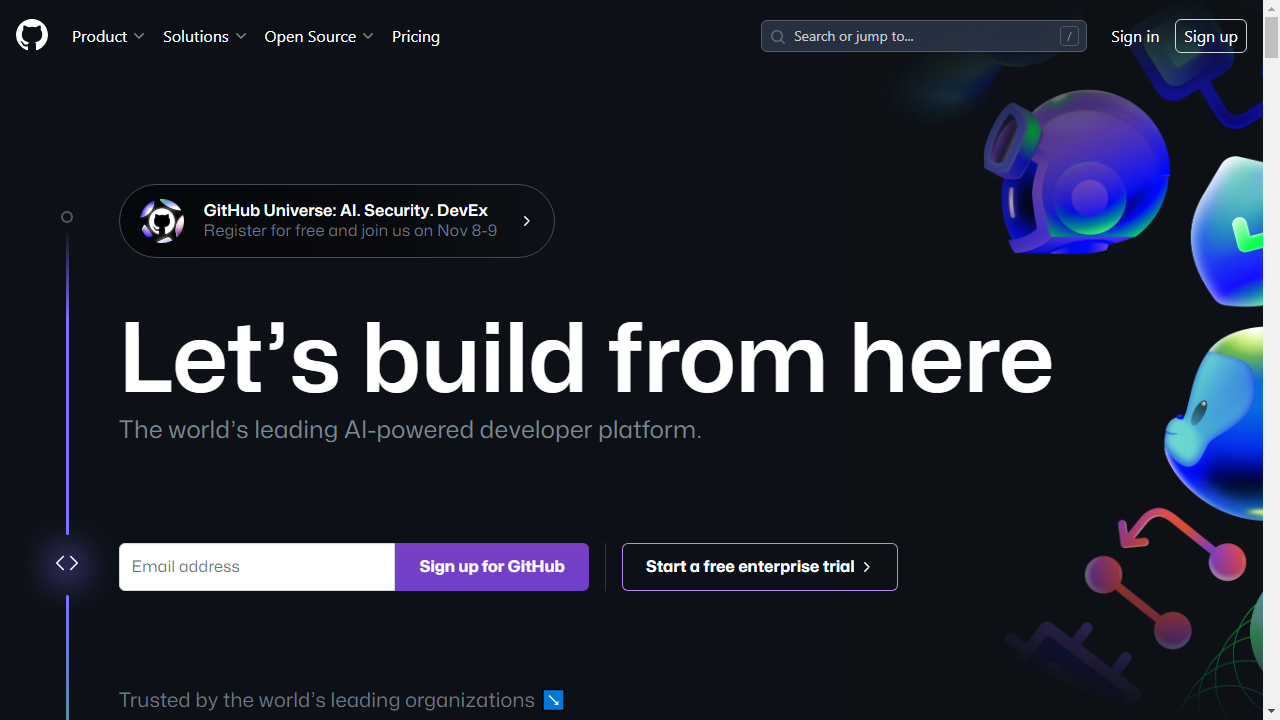 Product Solutions Open Source Pricing Search or jump to... / Sign in Sign up
GitHub Universe: AI. Security. DevEx
Register for free and join us on Nov 8-9
Let’s build from here
The world’s leading AI-powered developer platform.
Email address Sign up for GitHub Start a free enterprise trial
Trusted by the world’s leading organizations ↘